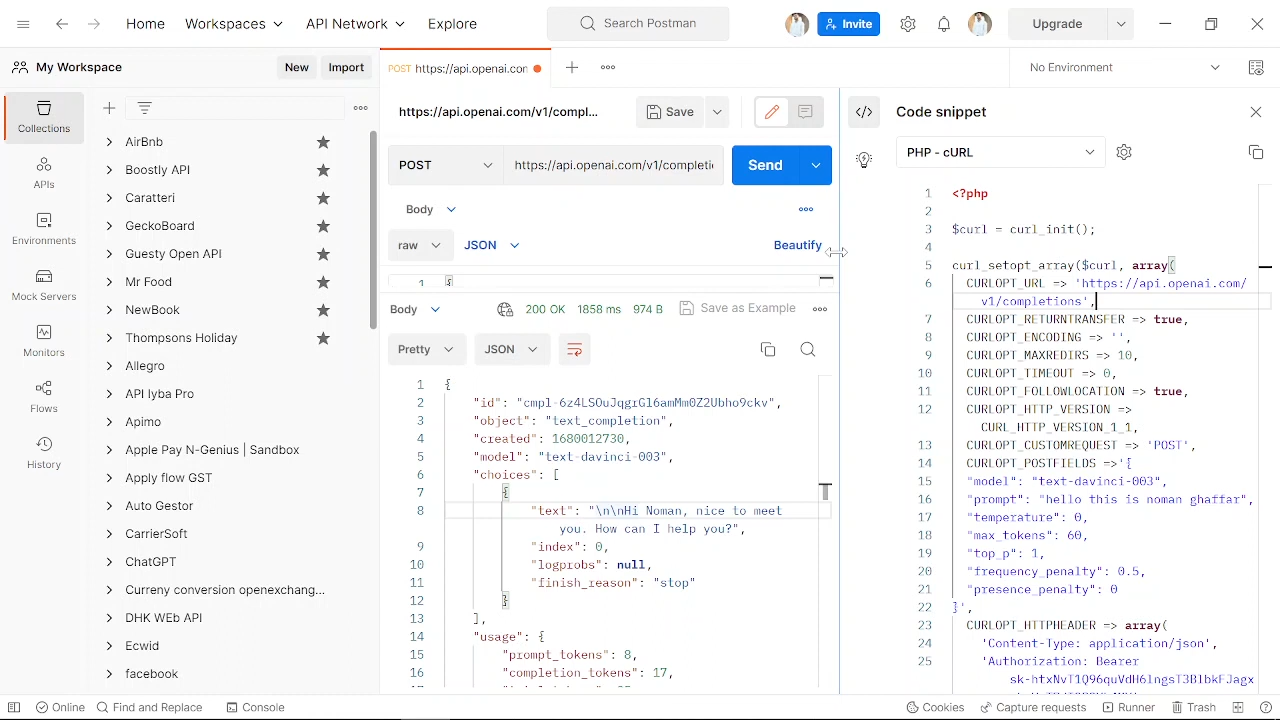 Home
Workspaces
API Network
Explore
Search Postman
Invite
Upgrade
My Workspace
New
Import
POST https://api.openai.con
No Environment
Collections
APIs
Environments
Mock Servers
Monitors
Flows
History
AirBnb
Boostly API
Caratteri
GeckoBoard
Guesty Open API
Mr Food
NewBook
Thompsons Holiday
Allegro
API Iyba Pro
Apimo
Apple Pay N-Genius | Sandbox
Apply flow GST
Auto Gestor
CarrierSoft
ChatGPT
Curreny conversion openexchang...
DHK WEb API
Ecwid
facebook
https://api.openai.com/v1/compl...
Save
POST
https://api.openai.com/v1/completi
Send
Body
raw
JSON
Beautify
1 {
Body
200 OK 1858 ms 974 B
Save as Example
Pretty
JSON
1 {
2 "id": "cmpl-6z4LSOuJqgrGl6amMm0Z2Ubho9ckv",
3 "object": "text_completion",
4 "created": 1680012730,
5 "model": "text-davinci-003",
6 "choices": [
7 {
8 "text": "\n\nHi Noman, nice to meet
you. How can I help you?",
9 "index": 0,
10 "logprobs": null,
11 "finish_reason": "stop"
12 }
13 ],
14 "usage": {
15 "prompt_tokens": 8,
16 "completion_tokens": 17,
Code snippet
PHP - cURL
1 <?php
2
3 $curl = curl_init();
4
5 curl_setopt_array($curl, array(
6 CURLOPT_URL => 'https://api.openai.com/
v1/completions',
7 CURLOPT_RETURNTRANSFER => true,
8 CURLOPT_ENCODING => '',
9 CURLOPT_MAXREDIRS => 10,
10 CURLOPT_TIMEOUT => 0,
11 CURLOPT_FOLLOWLOCATION => true,
12 CURLOPT_HTTP_VERSION =>
CURL_HTTP_VERSION_1_1,
13 CURLOPT_CUSTOMREQUEST => 'POST',
14 CURLOPT_POSTFIELDS =>'{
15 "model": "text-davinci-003",
16 "prompt": "hello this is noman ghaffar",
17 "temperature": 0,
18 "max_tokens": 60,
19 "top_p": 1,
20 "frequency_penalty": 0.5,
21 "presence_penalty": 0
22 }',
23 CURLOPT_HTTPHEADER => array(
24 'Content-Type: application/json',
25 'Authorization: Bearer
Online
Find and Replace
Console
Cookies
Capture requests
Runner
Trash